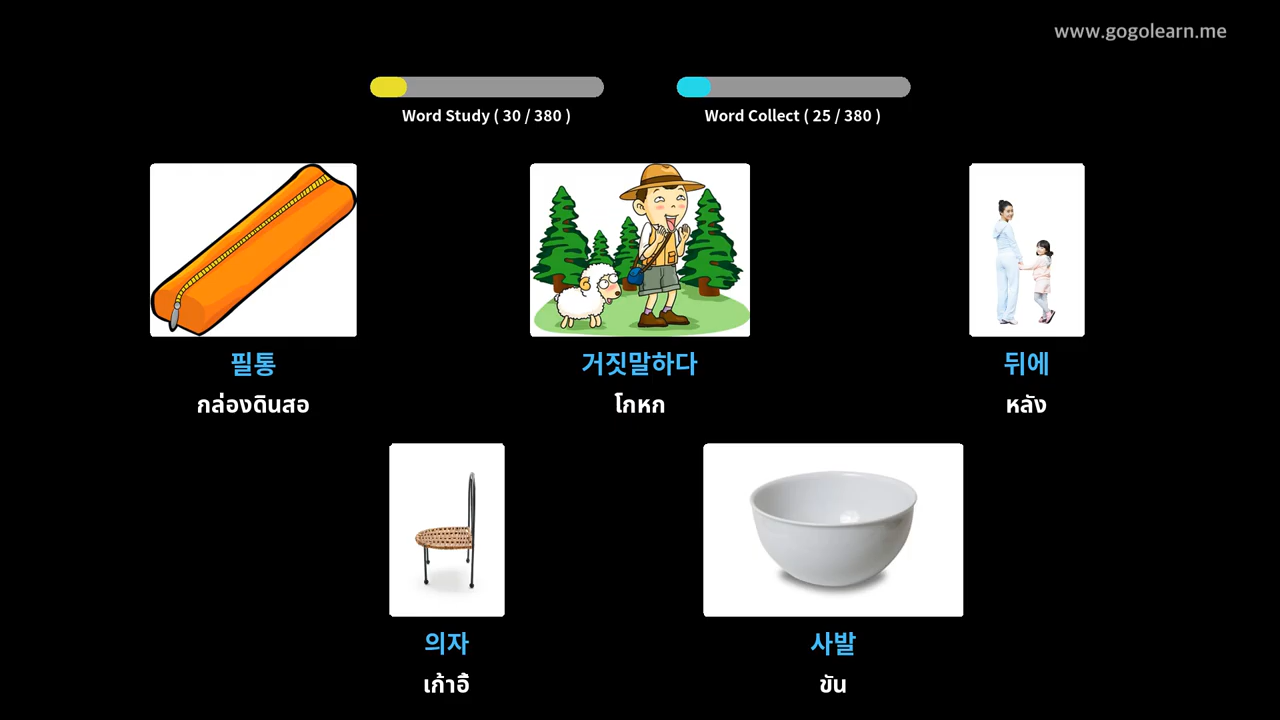 www.gogolearn.me
Word Study ( 30 / 380 )
Word Collect ( 25 / 380 )
필통
กล่องดินสอ
거짓말하다
โกหก
뒤에
หลัง
의자
เก้าอี้
사발
ขัน